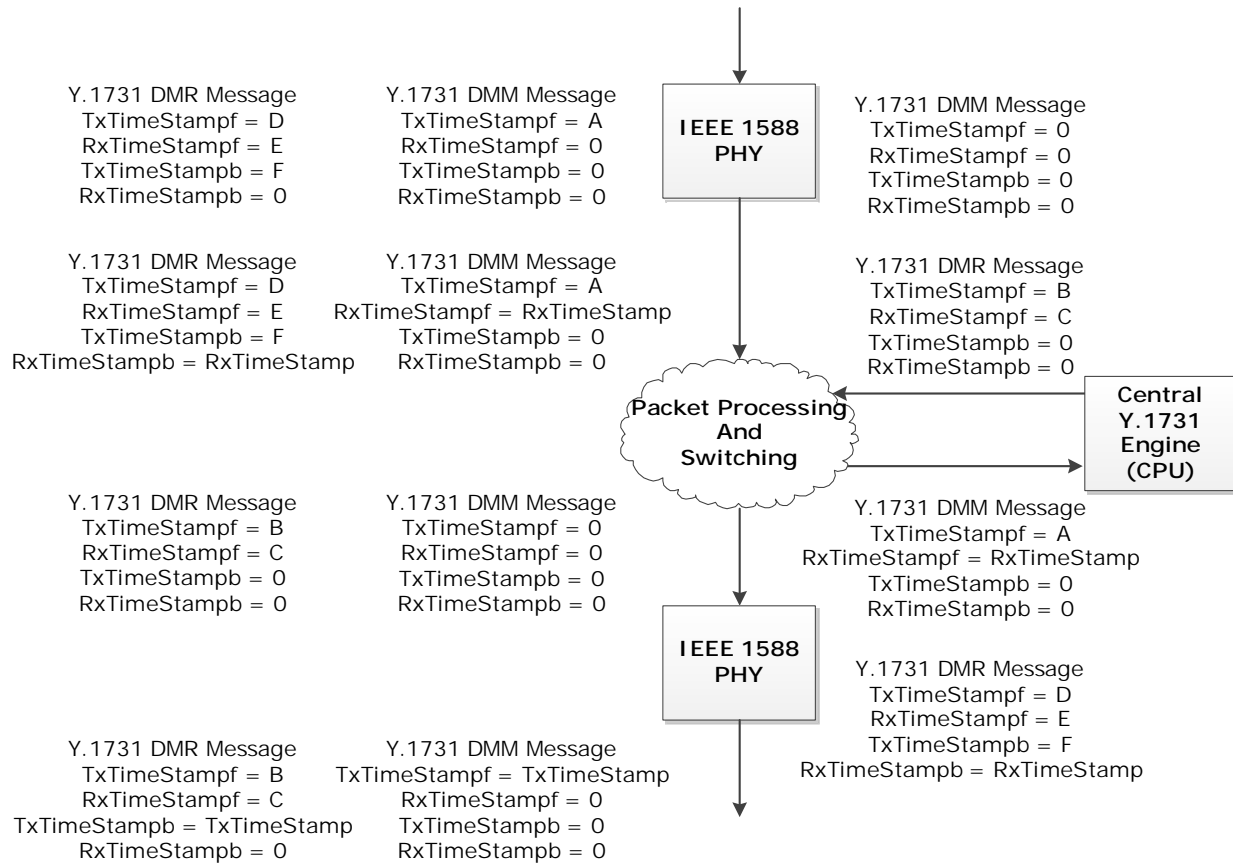 Y.1731 DMR Message
TxTimeStampf = D
RxTimeStampf = E
TxTimeStampb = F
RxTimeStampb = 0
Y.1731 DMM Message
TxTimeStampf = A
RxTimeStampf = 0
TxTimeStampb = 0
RxTimeStampb = 0
IEEE 1588
PHY
Y.1731 DMM Message
TxTimeStampf = 0
RxTimeStampf = 0
TxTimeStampb = 0
RxTimeStampb = 0
Y.1731 DMR Message
TxTimeStampf = D
RxTimeStampf = E
TxTimeStampb = F
RxTimeStampb = RxTimeStamp
Y.1731 DMM Message
TxTimeStampf = A
RxTimeStampf = RxTimeStamp
TxTimeStampb = 0
RxTimeStampb = 0
Y.1731 DMR Message
TxTimeStampf = B
RxTimeStampf = C
TxTimeStampb = 0
RxTimeStampb = 0
Packet Processing
And
Switching
Central
Y.1731
Engine
(CPU)
Y.1731 DMR Message
TxTimeStampf = B
RxTimeStampf = C
TxTimeStampb = 0
RxTimeStampb = 0
Y.1731 DMM Message
TxTimeStampf = 0
RxTimeStampf = 0
TxTimeStampb = 0
RxTimeStampb = 0
Y.1731 DMM Message
TxTimeStampf = A
RxTimeStampf = RxTimeStamp
TxTimeStampb = 0
RxTimeStampb = 0
IEEE 1588
PHY
Y.1731 DMR Message
TxTimeStampf = D
RxTimeStampf = E
TxTimeStampb = F
RxTimeStampb = RxTimeStamp
Y.1731 DMR Message
TxTimeStampf = B
RxTimeStampf = C
TxTimeStampb = TxTimeStamp
RxTimeStampb = 0
Y.1731 DMM Message
TxTimeStampf = TxTimeStamp
RxTimeStampf = 0
TxTimeStampb = 0
RxTimeStampb = 0